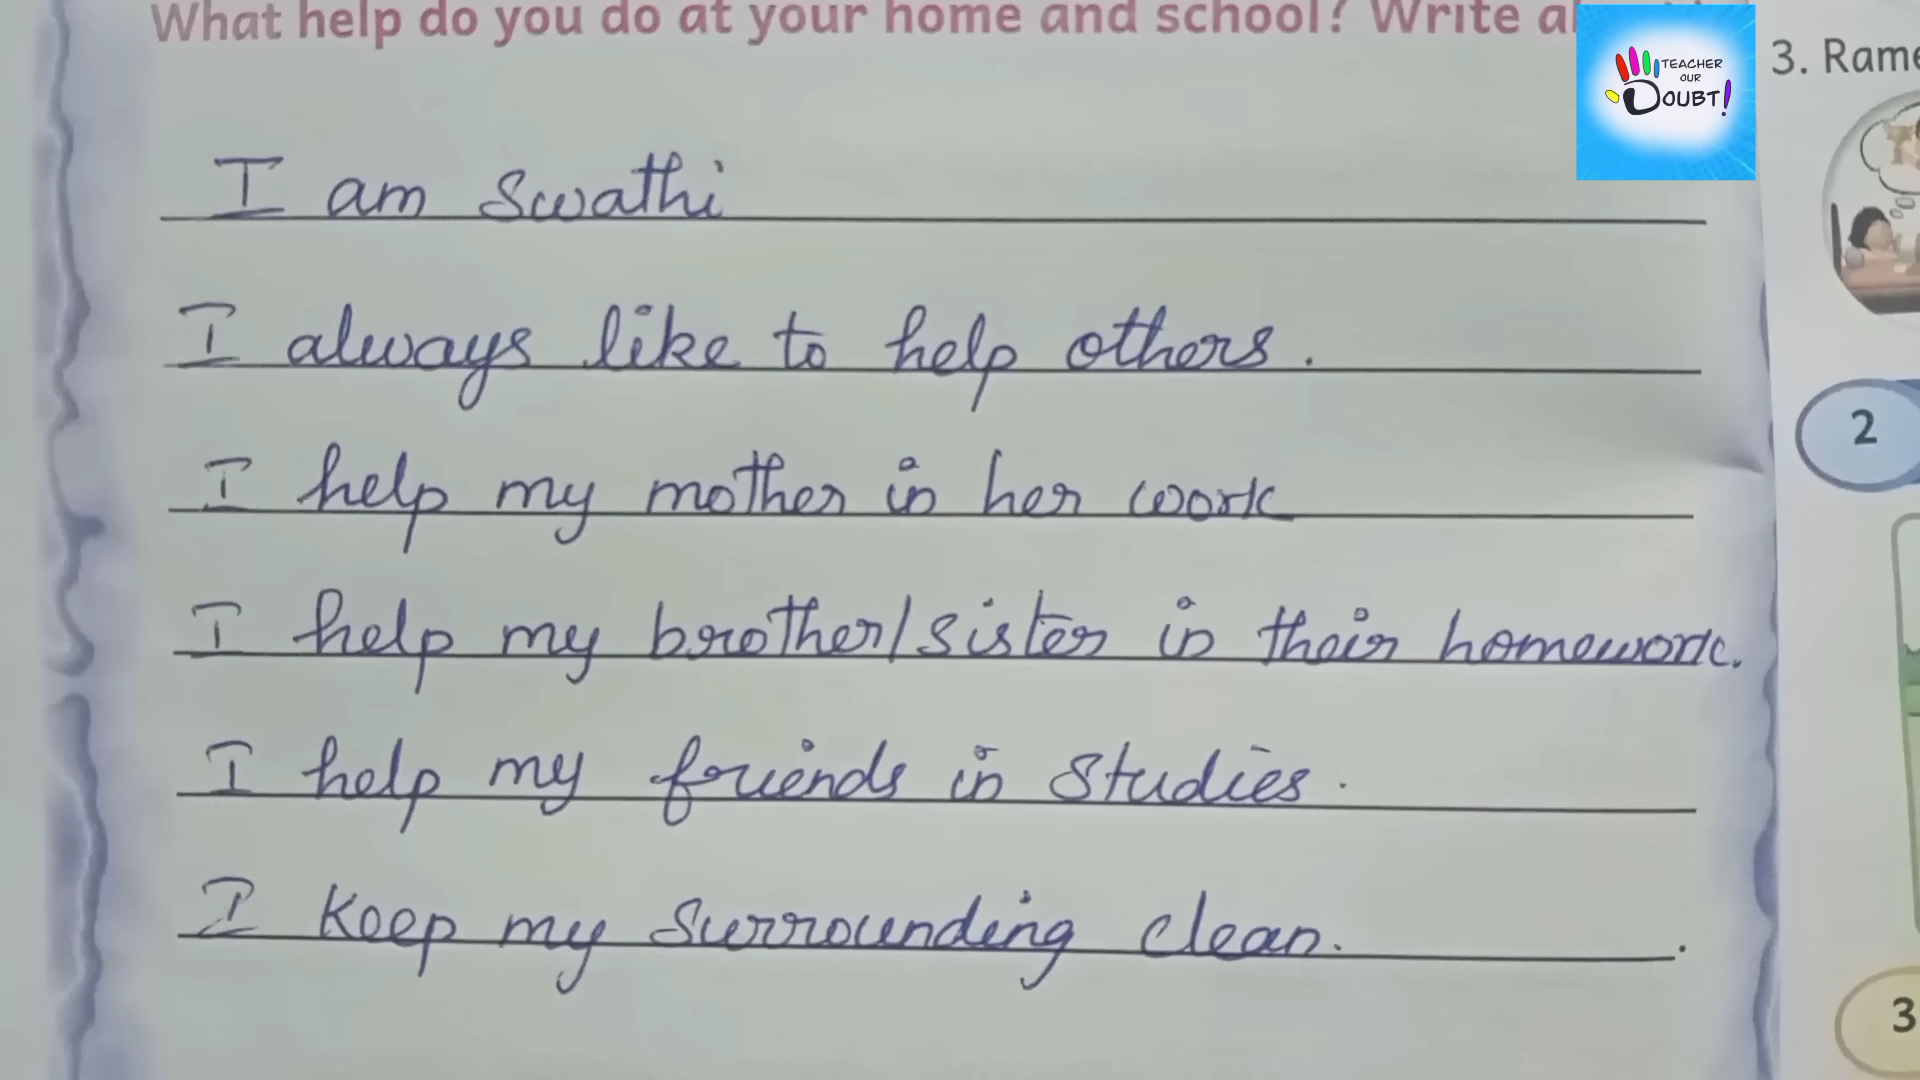 What help do you do at your home and school? Write
TEACHER
OUR
DOUBT!
3.
I am Swathi
I always like to help others.
I help my mother in her work
I help my brother/sister in their homework.
I help my friends in studies.
I keep my surrounding clean.
2
3